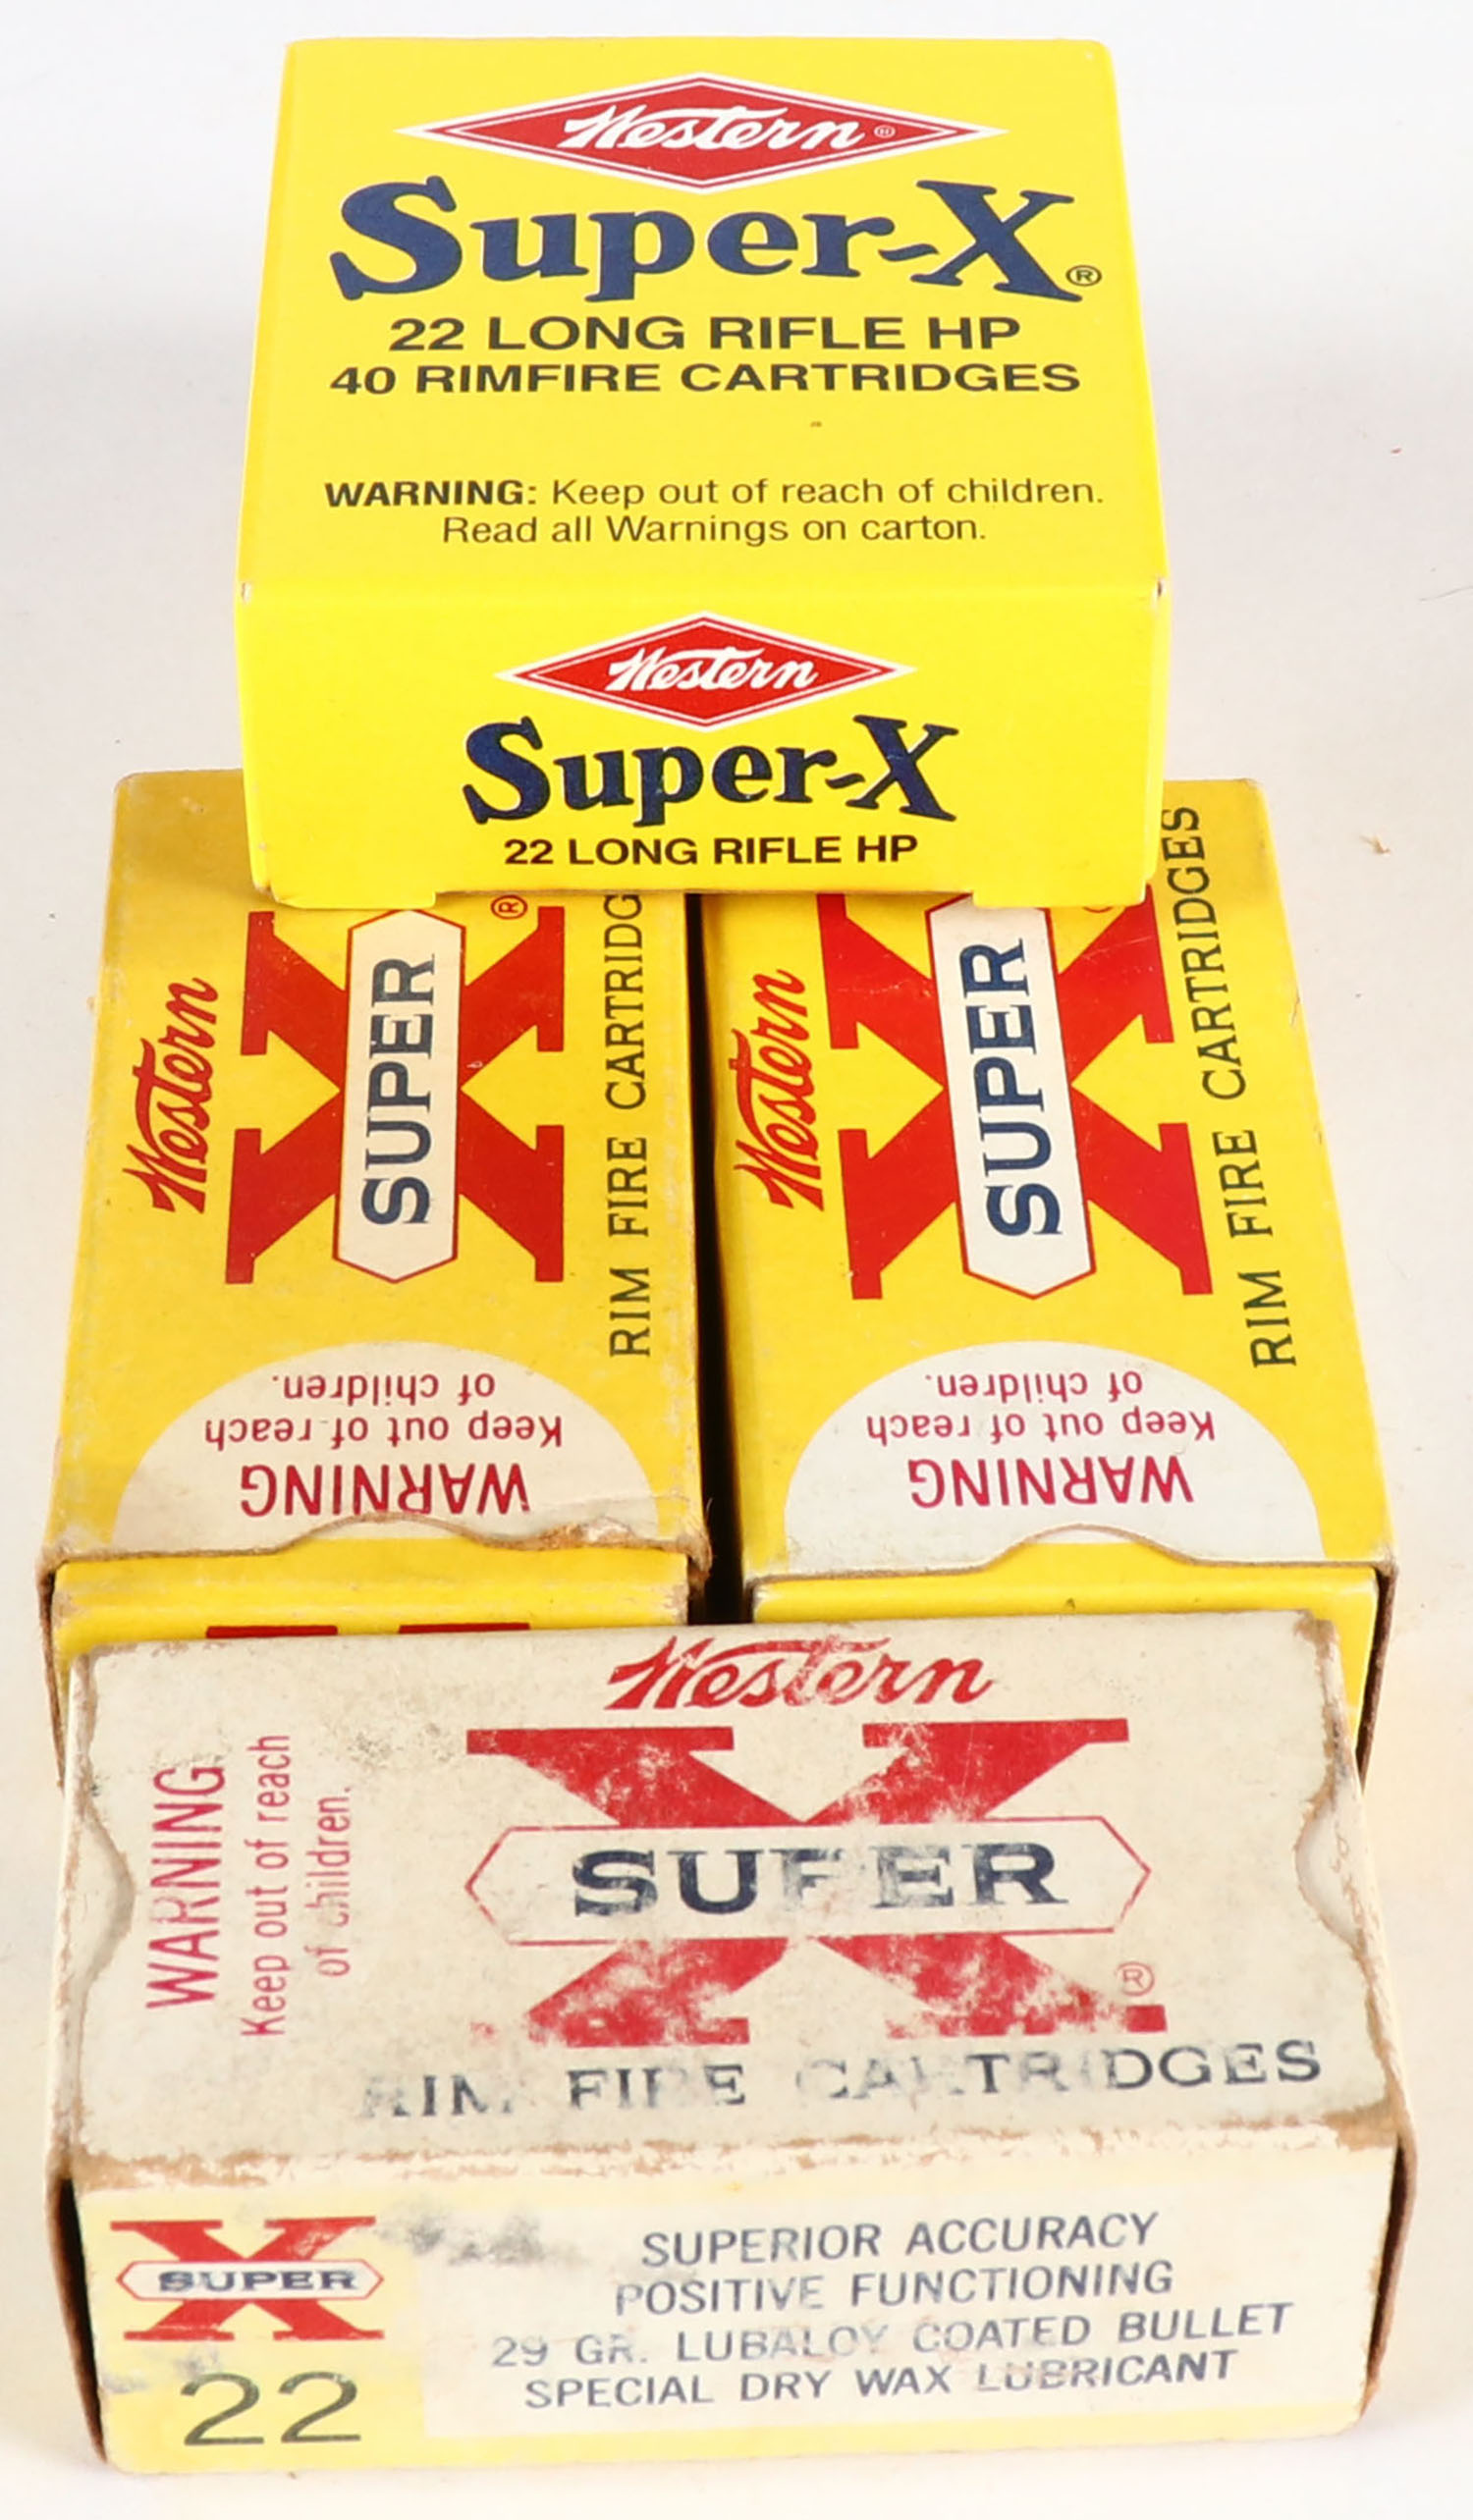 Western®
Super-X®
22 LONG RIFLE HP
40 RIMFIRE CARTRIDGES
WARNING: Keep out of reach of children.
Read all Warnings on carton.
Western
Super-X
22 LONG RIFLE HP
Western
SUPER
X®
RIM FIRE CARTRIDG
WARNING
Keep out of reach
of children.
Western
SUPER
X
RIM FIRE CARTRIDGES
WARNING
Keep out of reach
of children.
Western
SUPER
X®
RIM FIRE CARTRIDGES
WARNING
Keep out of reach
of children.
X
SUPER
22
SUPERIOR ACCURACY
POSITIVE FUNCTIONING
29 GR. LUBALOY COATED BULLET
SPECIAL DRY WAX LUBRICANT